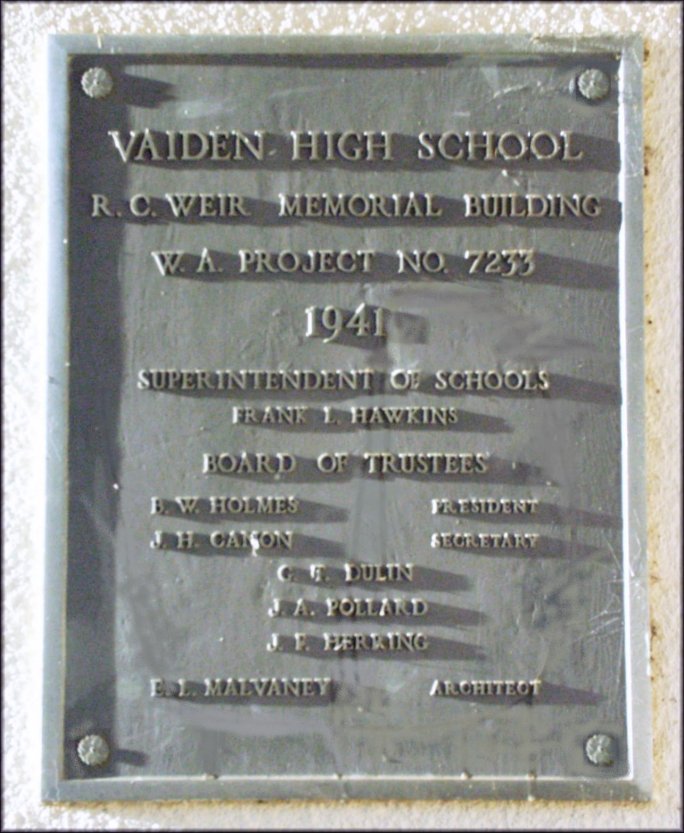 VAIDEN HIGH SCHOOL
R. C. WEIR MEMORIAL BUILDING
W. A. PROJECT NO. 7233
1941
SUPERINTENDENT OF SCHOOLS
FRANK L. HAWKINS
BOARD OF TRUSTEES
B. W. HOLMES PRESIDENT
J. H. SECRETARY
DULIN
J. A. POLLARD
J. F. HERRING
E. L. MALVANEY ARCHITECT